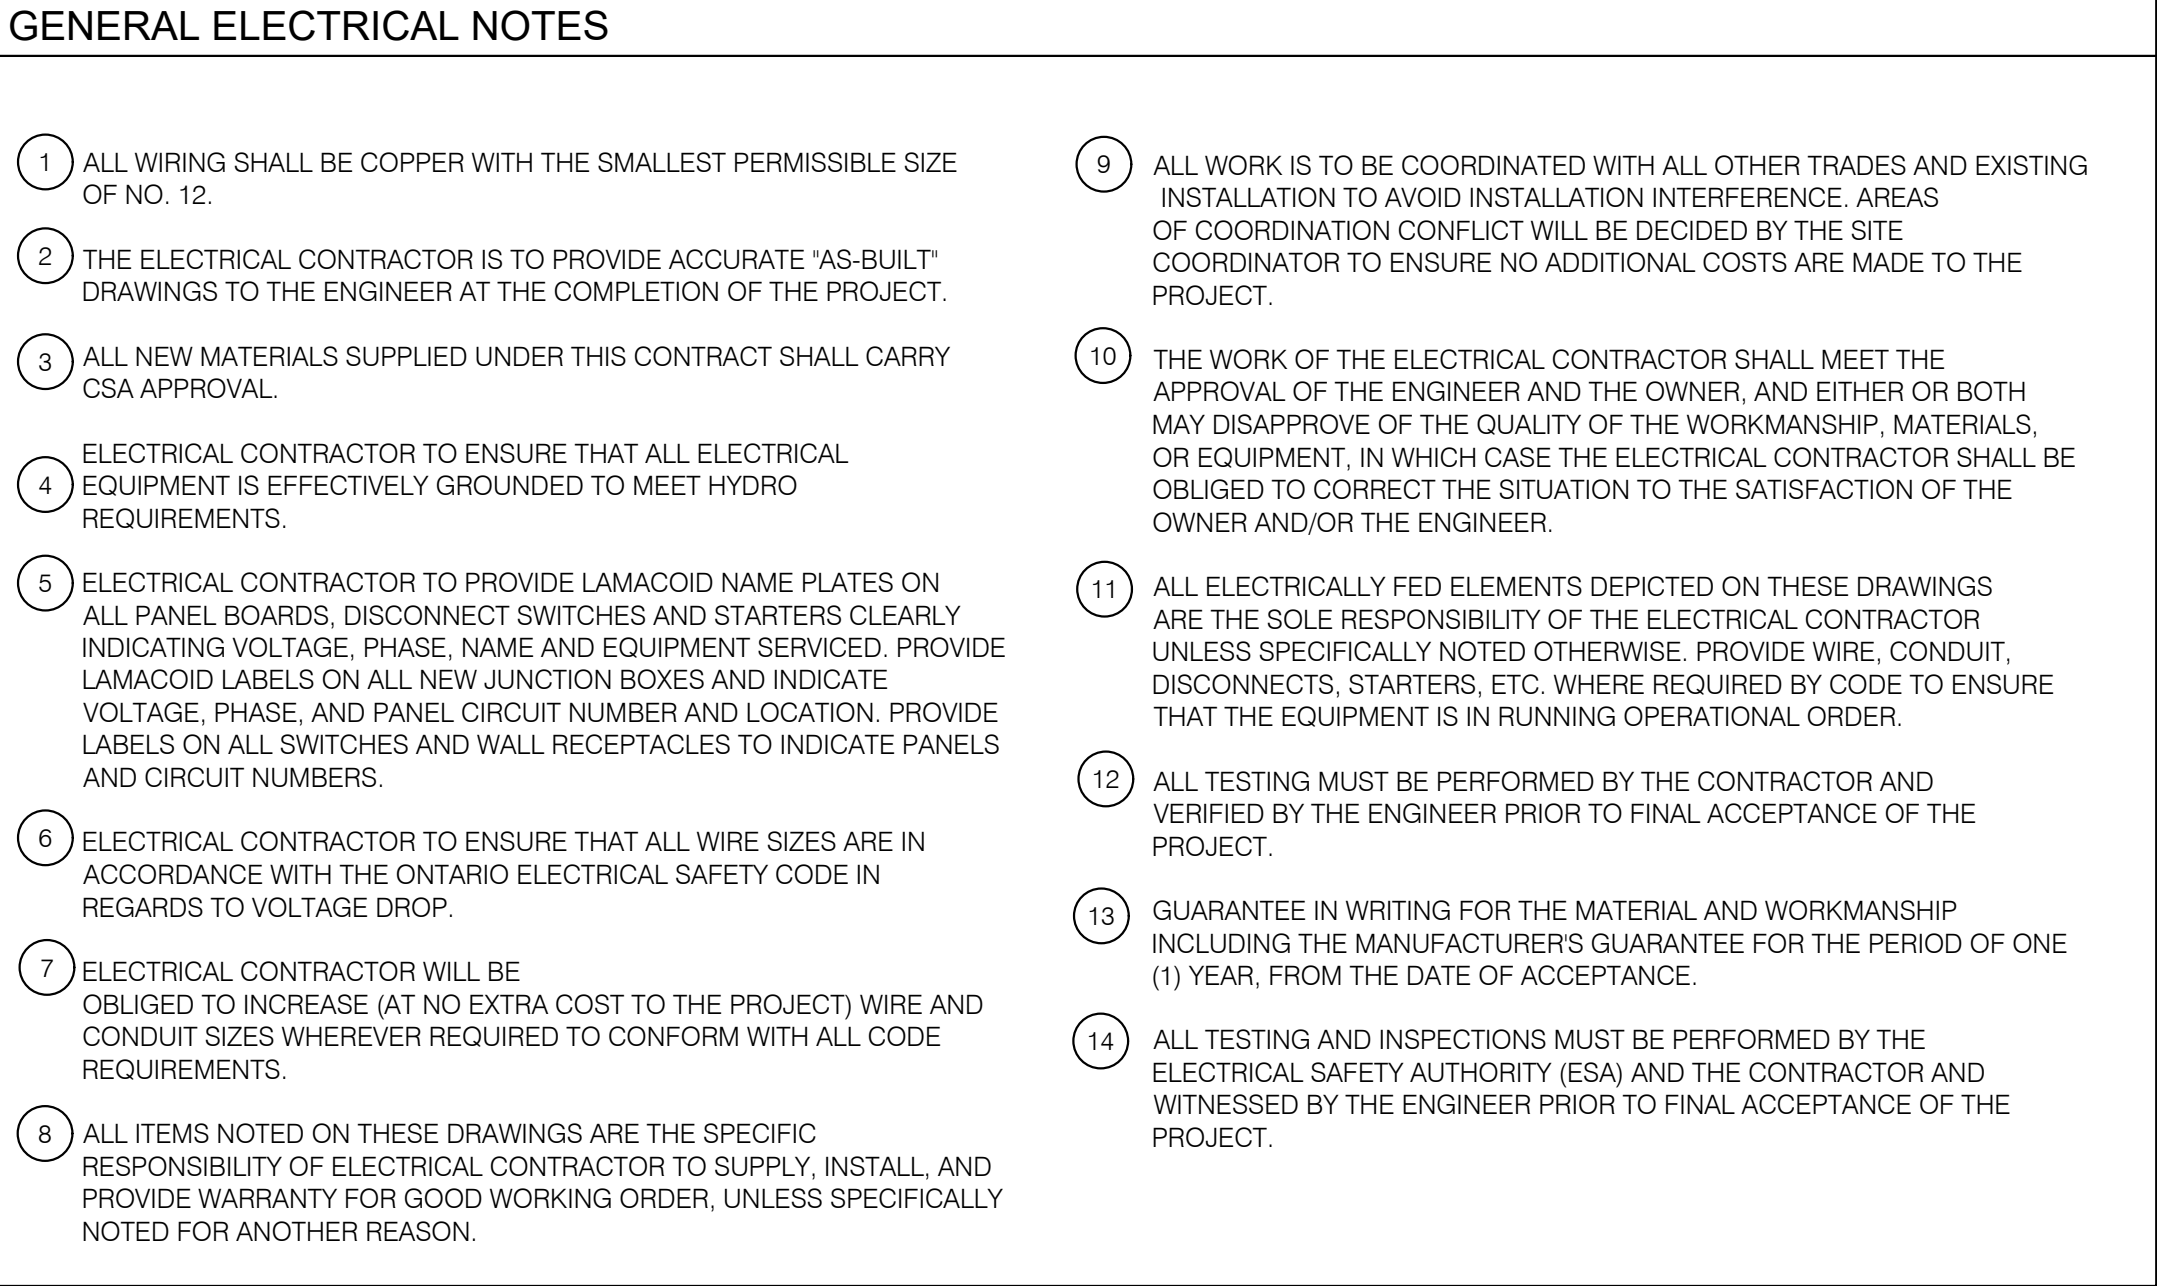 GENERAL ELECTRICAL NOTES
1 ALL WIRING SHALL BE COPPER WITH THE SMALLEST PERMISSIBLE SIZE
OF NO. 12.
2 THE ELECTRICAL CONTRACTOR IS TO PROVIDE ACCURATE "AS-BUILT"
DRAWINGS TO THE ENGINEER AT THE COMPLETION OF THE PROJECT.
3 ALL NEW MATERIALS SUPPLIED UNDER THIS CONTRACT SHALL CARRY
CSA APPROVAL.
ELECTRICAL CONTRACTOR TO ENSURE THAT ALL ELECTRICAL
4 EQUIPMENT IS EFFECTIVELY GROUNDED TO MEET HYDRO
REQUIREMENTS.
5 ELECTRICAL CONTRACTOR TO PROVIDE LAMACOID NAME PLATES ON
ALL PANEL BOARDS, DISCONNECT SWITCHES AND STARTERS CLEARLY
INDICATING VOLTAGE, PHASE, NAME AND EQUIPMENT SERVICED. PROVIDE
LAMACOID LABELS ON ALL NEW JUNCTION BOXES AND INDICATE
VOLTAGE, PHASE, AND PANEL CIRCUIT NUMBER AND LOCATION. PROVIDE
LABELS ON ALL SWITCHES AND WALL RECEPTACLES TO INDICATE PANELS
AND CIRCUIT NUMBERS.
6 ELECTRICAL CONTRACTOR TO ENSURE THAT ALL WIRE SIZES ARE IN
ACCORDANCE WITH THE ONTARIO ELECTRICAL SAFETY CODE IN
REGARDS TO VOLTAGE DROP.
7 ELECTRICAL CONTRACTOR WILL BE
OBLIGED TO INCREASE (AT NO EXTRA COST TO THE PROJECT) WIRE AND
CONDUIT SIZES WHEREVER REQUIRED TO CONFORM WITH ALL CODE
REQUIREMENTS.
8 ALL ITEMS NOTED ON THESE DRAWINGS ARE THE SPECIFIC
RESPONSIBILITY OF ELECTRICAL CONTRACTOR TO SUPPLY, INSTALL, AND
PROVIDE WARRANTY FOR GOOD WORKING ORDER, UNLESS SPECIFICALLY
NOTED FOR ANOTHER REASON.
9 ALL WORK IS TO BE COORDINATED WITH ALL OTHER TRADES AND EXISTING
INSTALLATION TO AVOID INSTALLATION INTERFERENCE. AREAS
OF COORDINATION CONFLICT WILL BE DECIDED BY THE SITE
COORDINATOR TO ENSURE NO ADDITIONAL COSTS ARE MADE TO THE
PROJECT.
10 THE WORK OF THE ELECTRICAL CONTRACTOR SHALL MEET THE
APPROVAL OF THE ENGINEER AND THE OWNER, AND EITHER OR BOTH
MAY DISAPPROVE OF THE QUALITY OF THE WORKMANSHIP, MATERIALS,
OR EQUIPMENT, IN WHICH CASE THE ELECTRICAL CONTRACTOR SHALL BE
OBLIGED TO CORRECT THE SITUATION TO THE SATISFACTION OF THE
OWNER AND/OR THE ENGINEER.
11 ALL ELECTRICALLY FED ELEMENTS DEPICTED ON THESE DRAWINGS
ARE THE SOLE RESPONSIBILITY OF THE ELECTRICAL CONTRACTOR
UNLESS SPECIFICALLY NOTED OTHERWISE. PROVIDE WIRE, CONDUIT,
DISCONNECTS, STARTERS, ETC. WHERE REQUIRED BY CODE TO ENSURE
THAT THE EQUIPMENT IS IN RUNNING OPERATIONAL ORDER.
12 ALL TESTING MUST BE PERFORMED BY THE CONTRACTOR AND
VERIFIED BY THE ENGINEER PRIOR TO FINAL ACCEPTANCE OF THE
PROJECT.
13 GUARANTEE IN WRITING FOR THE MATERIAL AND WORKMANSHIP
INCLUDING THE MANUFACTURER'S GUARANTEE FOR THE PERIOD OF ONE
(1) YEAR, FROM THE DATE OF ACCEPTANCE.
14 ALL TESTING AND INSPECTIONS MUST BE PERFORMED BY THE
ELECTRICAL SAFETY AUTHORITY (ESA) AND THE CONTRACTOR AND
WITNESSED BY THE ENGINEER PRIOR TO FINAL ACCEPTANCE OF THE
PROJECT.